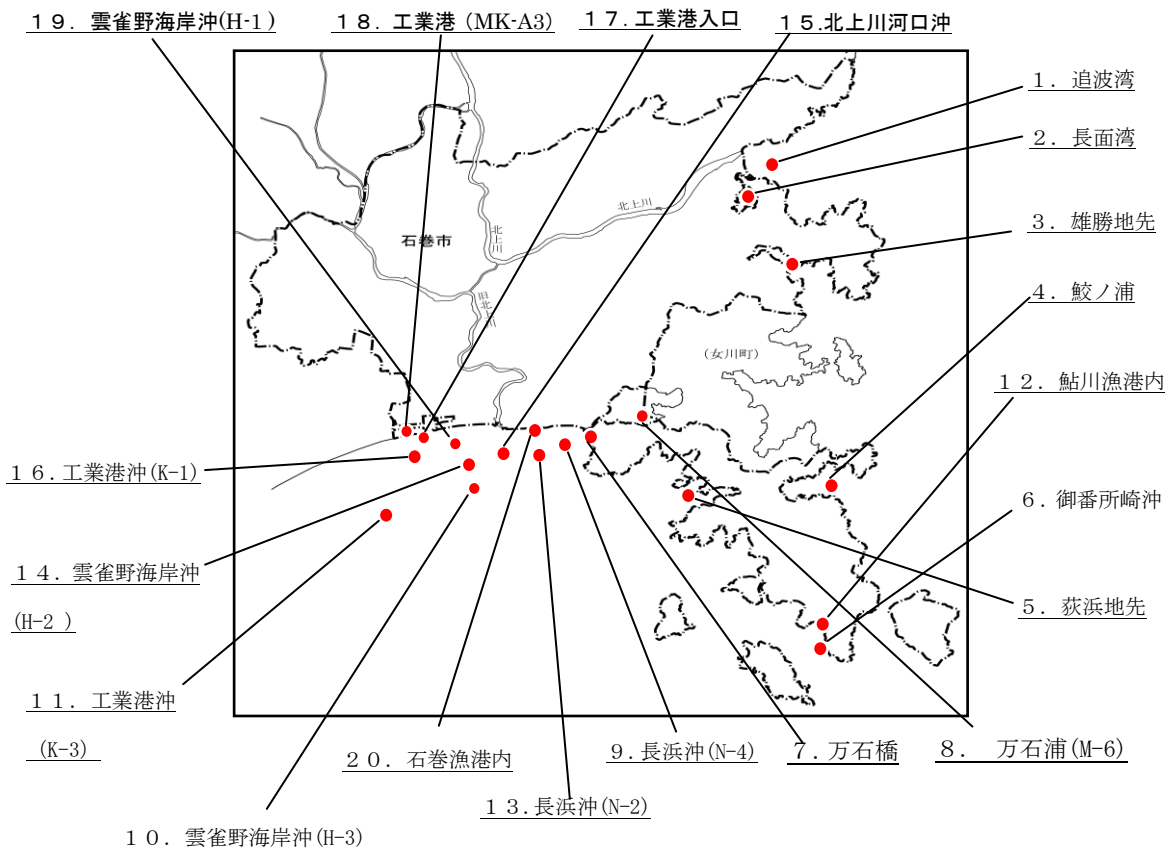 １９．雲雀野海岸沖(H-1)
１８．工業港 (MK-A3)
１７.工業港入口
１５.北上川河口沖
１．追波湾
２．長面湾
３．雄勝地先
４．鮫ノ浦
１２．鮎川漁港内
６．御番所崎沖
５．荻浜地先
北上川
石巻市
北上川
旧北上川
（女川町）
１６.工業港沖(K-1)
１４．雲雀野海岸沖
(H-2 )
１１．工業港沖
(K-3)
２０．石巻漁港内
９.長浜沖(N-4)
７.万石橋
８． 万石浦(M-6)
１３.長浜沖(N-2)
１０．雲雀野海岸沖(H-3)